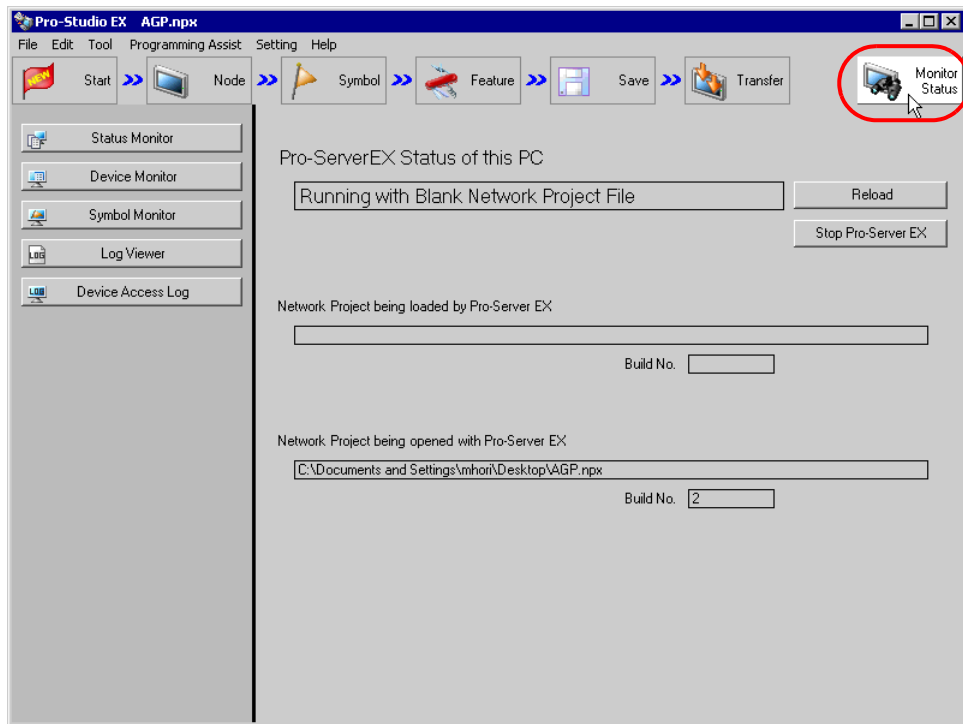 Pro-Studio EX AGP.npx
File Edit Tool Programming Assist Setting Help
NEW Start Node Symbol Feature Save Transfer Monitor Status
Status Monitor
Device Monitor
Symbol Monitor
LOG Log Viewer
LOG Device Access Log
Pro-ServerEX Status of this PC
Running with Blank Network Project File
Reload
Stop Pro-Server EX
Network Project being loaded by Pro-Server EX
Build No.
Network Project being opened with Pro-Server EX
C:\Documents and Settings\mhori\Desktop\AGP.npx
Build No. 2